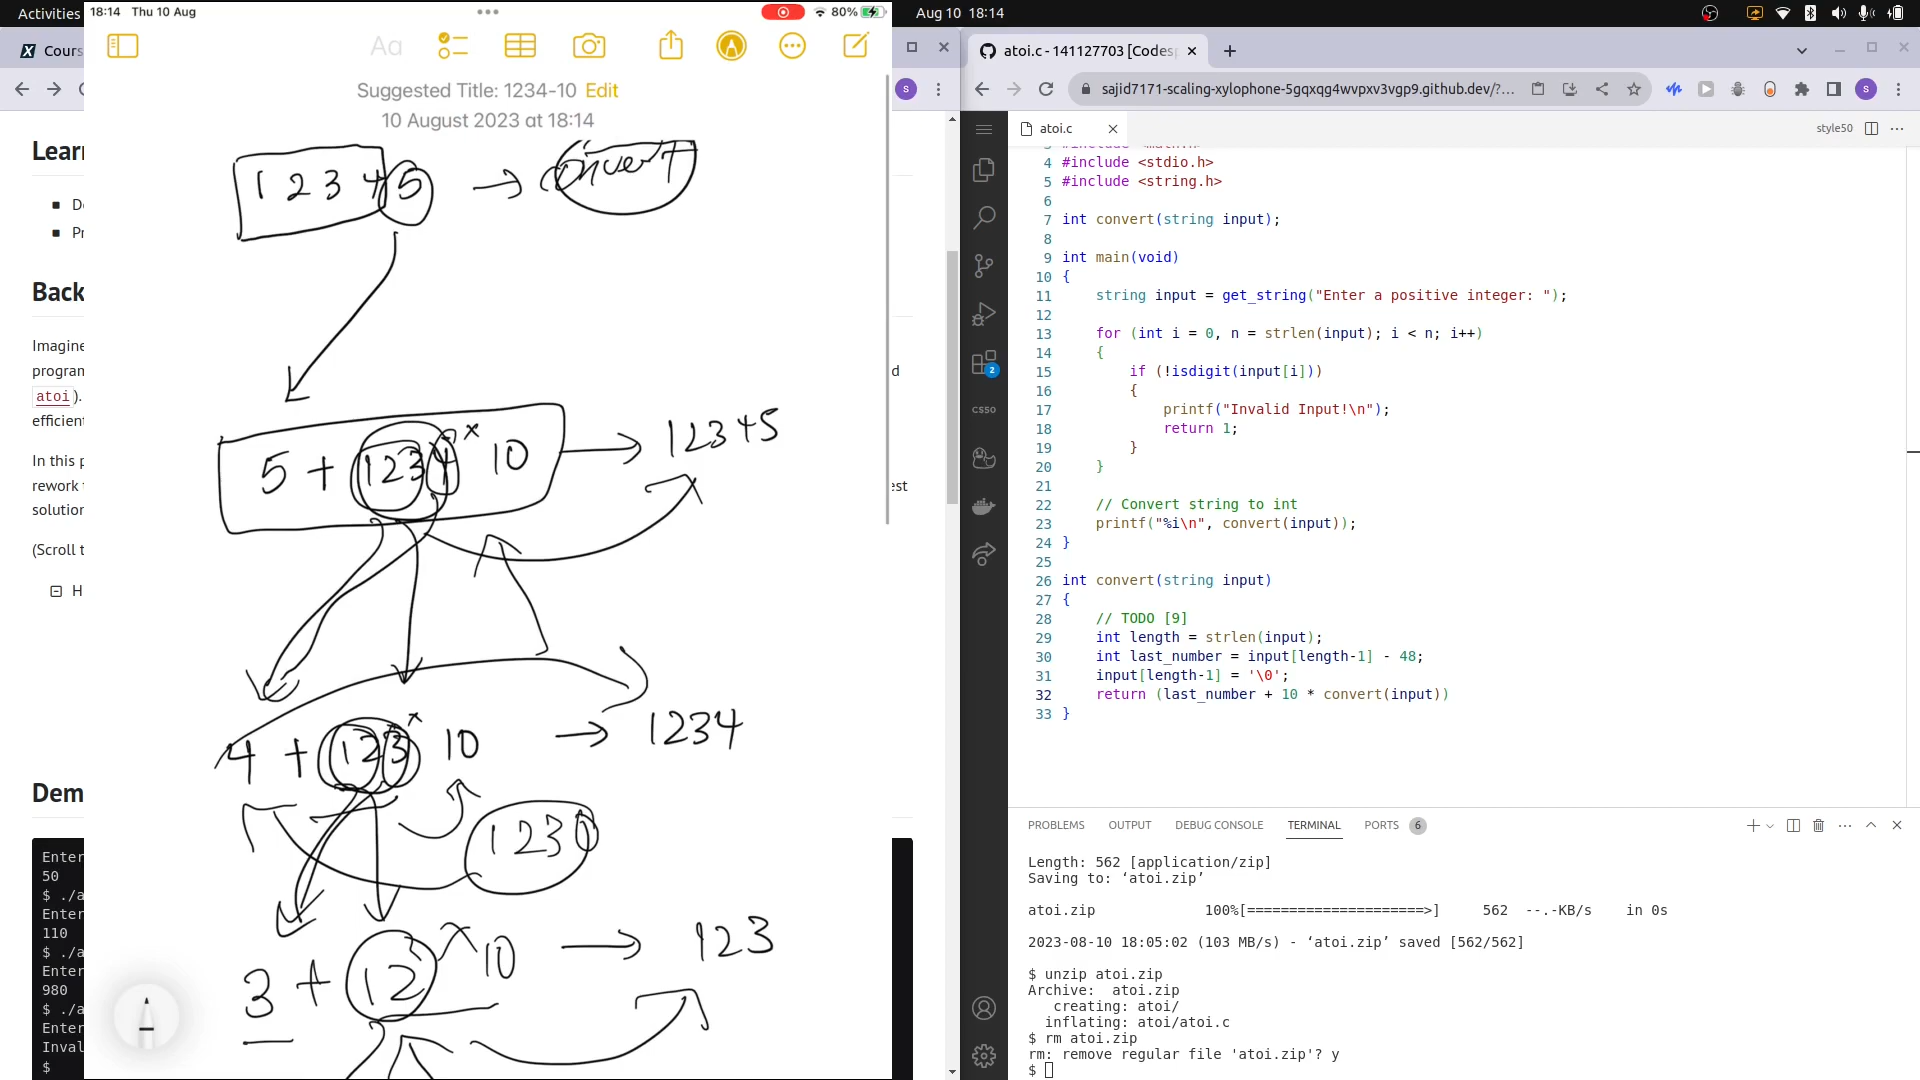 Activities
Aug 10 18:14
18:14 Thu 10 Aug
80%
Cours
atoi.c - 141127703 [Codes
sajid7171-scaling-xylophone-5gqxqg4wvpxv3vgp9.github.dev/?...
S
S
Aa
Suggested Title: 1234-10 Edit
10 August 2023 at 18:14
Lear
D
Pr
Back
Imagine
program
d
atoi ).
efficien
In this p
rework
est
solution
(Scroll t
H
Dem
Enter
50
$ ./a
Enter
110
$ ./a
Enter
980
$ ./a
Enter
Inval
$
1 2 3 4 5 → convert
5 + 1234 × 10 → 12345
4 + 123 × 10 → 1234
1230
3 + 12 × 10 → 123
atoi.c
style50
2
CS50
4 #include <stdio.h>
5 #include <string.h>
6
7 int convert(string input);
8
9 int main(void)
10 {
11 string input = get_string("Enter a positive integer: ");
12
13 for (int i = 0, n = strlen(input); i < n; i++)
14 {
15 if (!isdigit(input[i]))
16 {
17 printf("Invalid Input!\n");
18 return 1;
19 }
20 }
21
22 // Convert string to int
23 printf("%i\n", convert(input));
24 }
25
26 int convert(string input)
27 {
28 // TODO [9]
29 int length = strlen(input);
30 int last_number = input[length-1] - 48;
31 input[length-1] = '\0';
32 return (last_number + 10 * convert(input))
33 }
PROBLEMS OUTPUT DEBUG CONSOLE TERMINAL PORTS 6
Length: 562 [application/zip]
Saving to: ‘atoi.zip’
atoi.zip 100%[=====================>] 562 --.-KB/s in 0s
2023-08-10 18:05:02 (103 MB/s) - ‘atoi.zip’ saved [562/562]
$ unzip atoi.zip
Archive: atoi.zip
creating: atoi/
inflating: atoi/atoi.c
$ rm atoi.zip
rm: remove regular file 'atoi.zip'? y
$